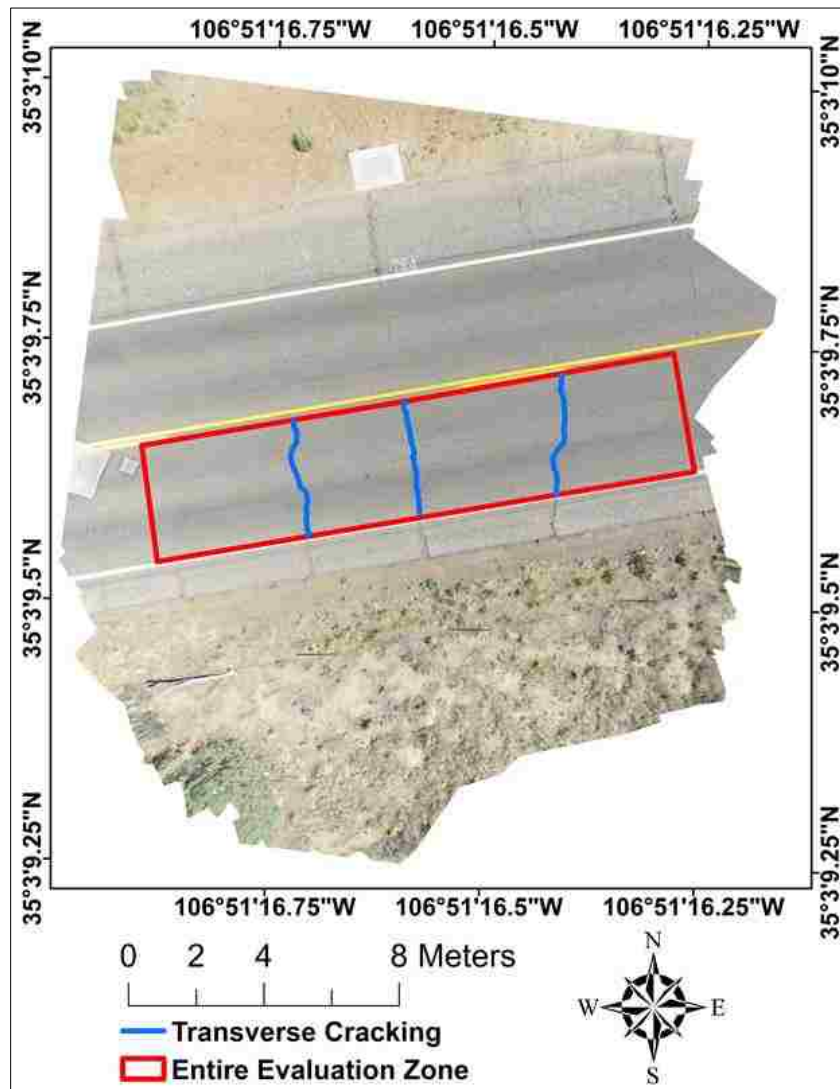 106°51'16.75"W 106°51'16.5"W 106°51'16.25"W
35°3'10"N 35°3'10"N
35°3'9.75"N 35°3'9.75"N
35°3'9.5"N 35°3'9.5"N
35°3'9.25"N 35°3'9.25"N
106°51'16.75"W 106°51'16.5"W 106°51'16.25"W
0 2 4 8 Meters
N
W E
S
Transverse Cracking
Entire Evaluation Zone